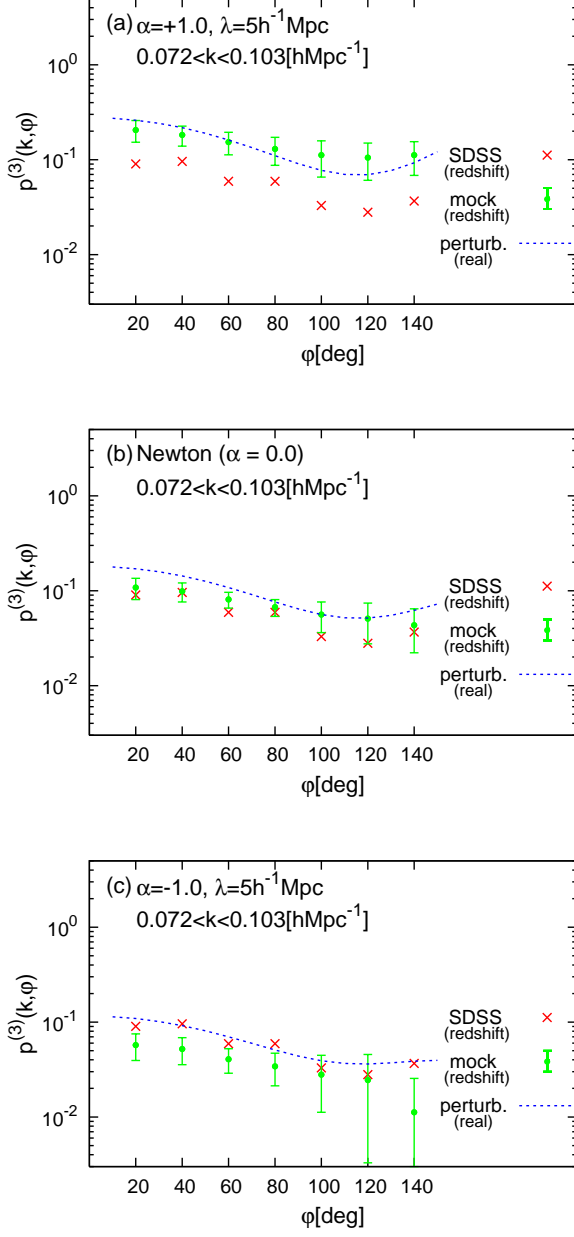 (a) α=+1.0, λ=5h⁻¹Mpc
0.072<k<0.103[hMpc⁻¹]
10⁰
10⁻¹
10⁻²
p⁽³⁾(k,φ)
SDSS
(redshift)
mock
(redshift)
perturb.
(real)
20 40 60 80 100 120 140
φ[deg]
(b) Newton (α = 0.0)
0.072<k<0.103[hMpc⁻¹]
10⁰
10⁻¹
10⁻²
p⁽³⁾(k,φ)
SDSS
(redshift)
mock
(redshift)
perturb.
(real)
20 40 60 80 100 120 140
φ[deg]
(c) α=-1.0, λ=5h⁻¹Mpc
0.072<k<0.103[hMpc⁻¹]
10⁰
10⁻¹
10⁻²
p⁽³⁾(k,φ)
SDSS
(redshift)
mock
(redshift)
perturb.
(real)
20 40 60 80 100 120 140
φ[deg]